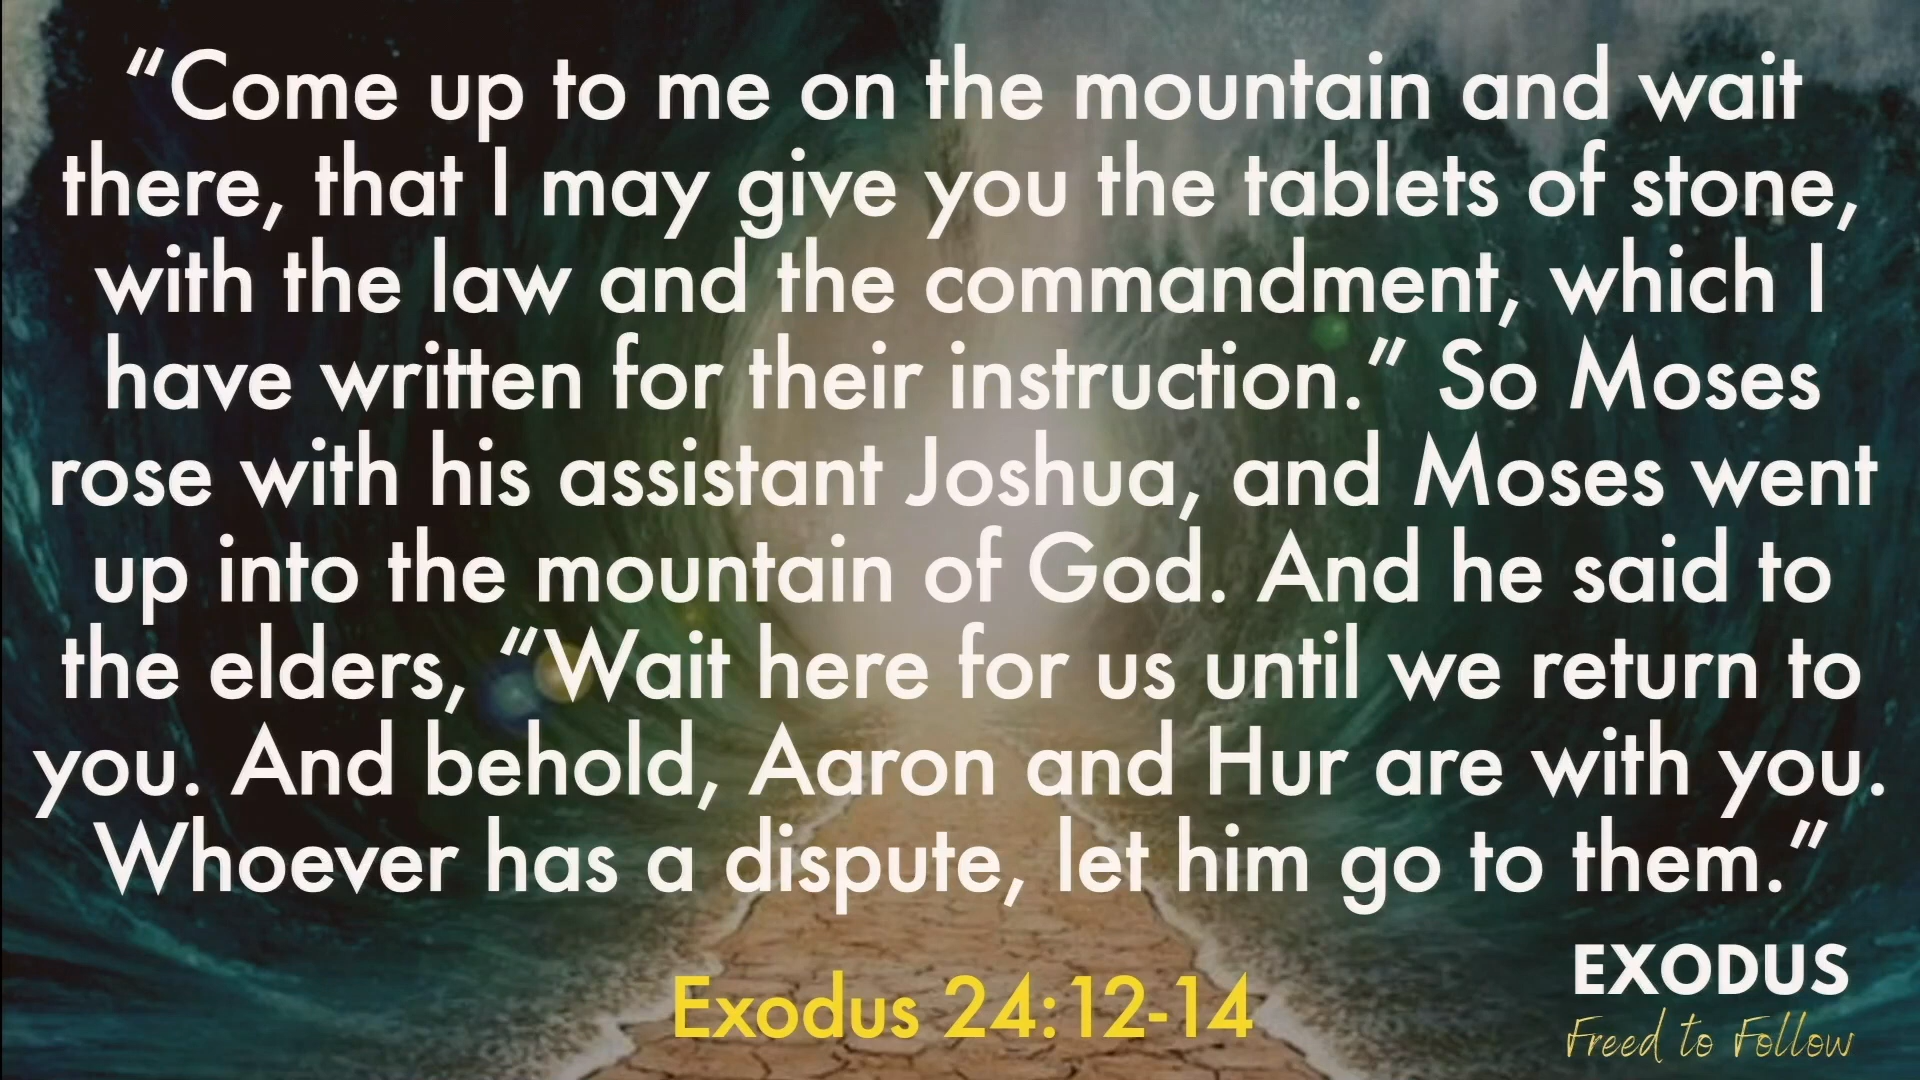 “Come up to me on the mountain and wait
there, that I may give you the tablets of stone,
with the law and the commandment, which I
have written for their instruction.” So Moses
rose with his assistant Joshua, and Moses went
up into the mountain of God. And he said to
the elders, “Wait here for us until we return to
you. And behold, Aaron and Hur are with you.
Whoever has a dispute, let him go to them.”
Exodus 24:12-14
EXODUS
Freed to Follow